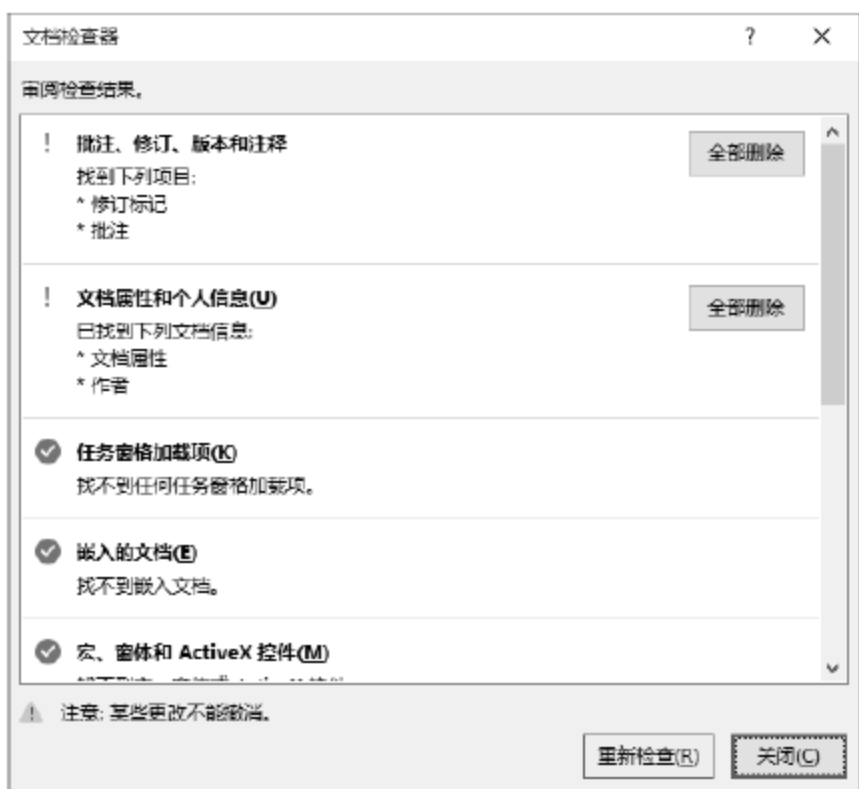 文档检查器 ? ×
审阅检查结果。
! 批注、修订、版本和注释 全部删除
找到下列项目:
* 修订标记
* 批注
! 文档属性和个人信息(U) 全部删除
已找到下列文档信息:
* 文档属性
* 作者
任务窗格加载项(K)
找不到任何任务窗格加载项。
嵌入的文档(E)
找不到嵌入文档。
宏、窗体和 ActiveX 控件(M)
注意: 某些更改不能撤消。
重新检查(R) 关闭(C)